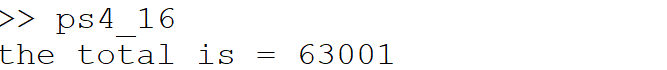 >> ps4_16
the total is = 63001